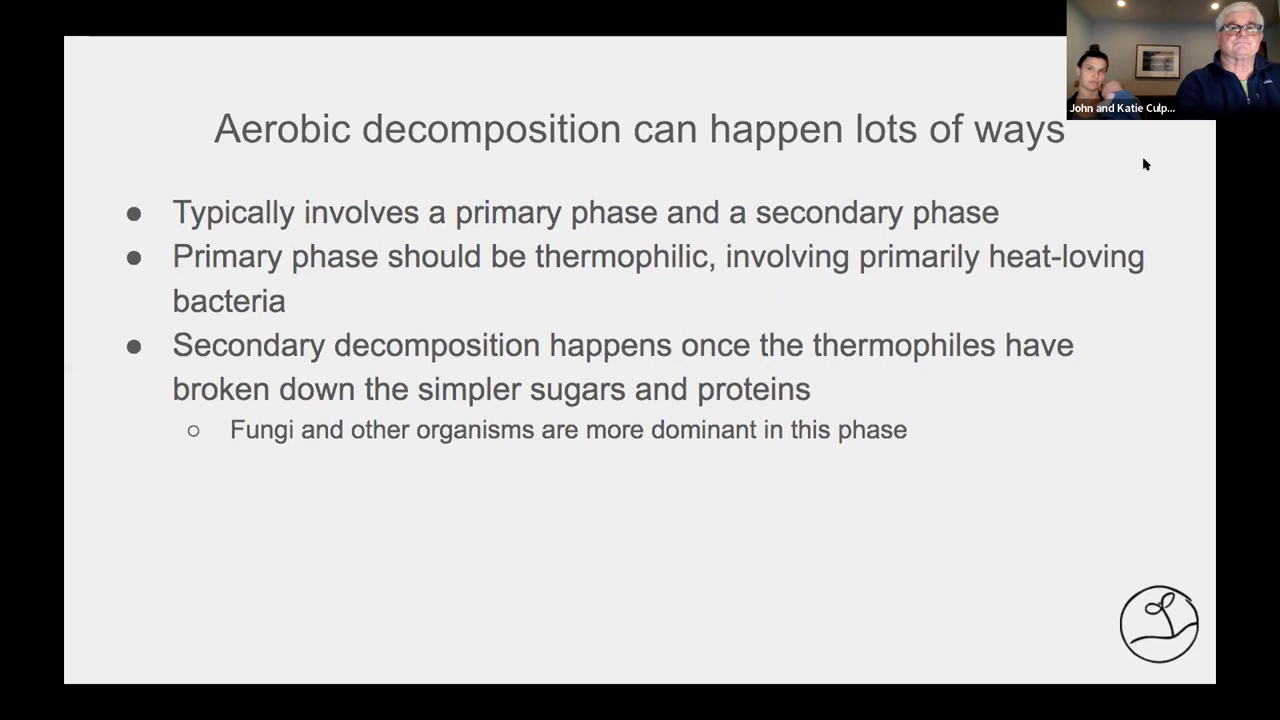 John and Katie Culp...
Aerobic decomposition can happen lots of ways
● Typically involves a primary phase and a secondary phase
● Primary phase should be thermophilic, involving primarily heat-loving
bacteria
● Secondary decomposition happens once the thermophiles have
broken down the simpler sugars and proteins
○ Fungi and other organisms are more dominant in this phase